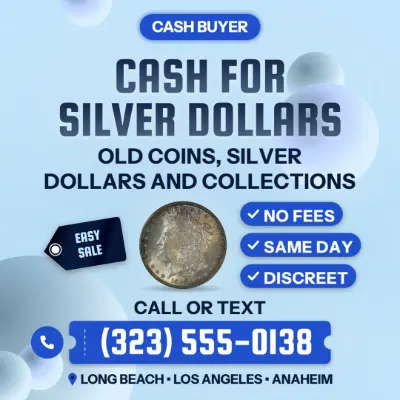 CASH BUYER
CASH FOR
SILVER DOLLARS
OLD COINS, SILVER
DOLLARS AND COLLECTIONS
EASY
SALE
NO FEES
SAME DAY
DISCREET
CALL OR TEXT
(323) 555-0138
LONG BEACH • LOS ANGELES • ANAHEIM